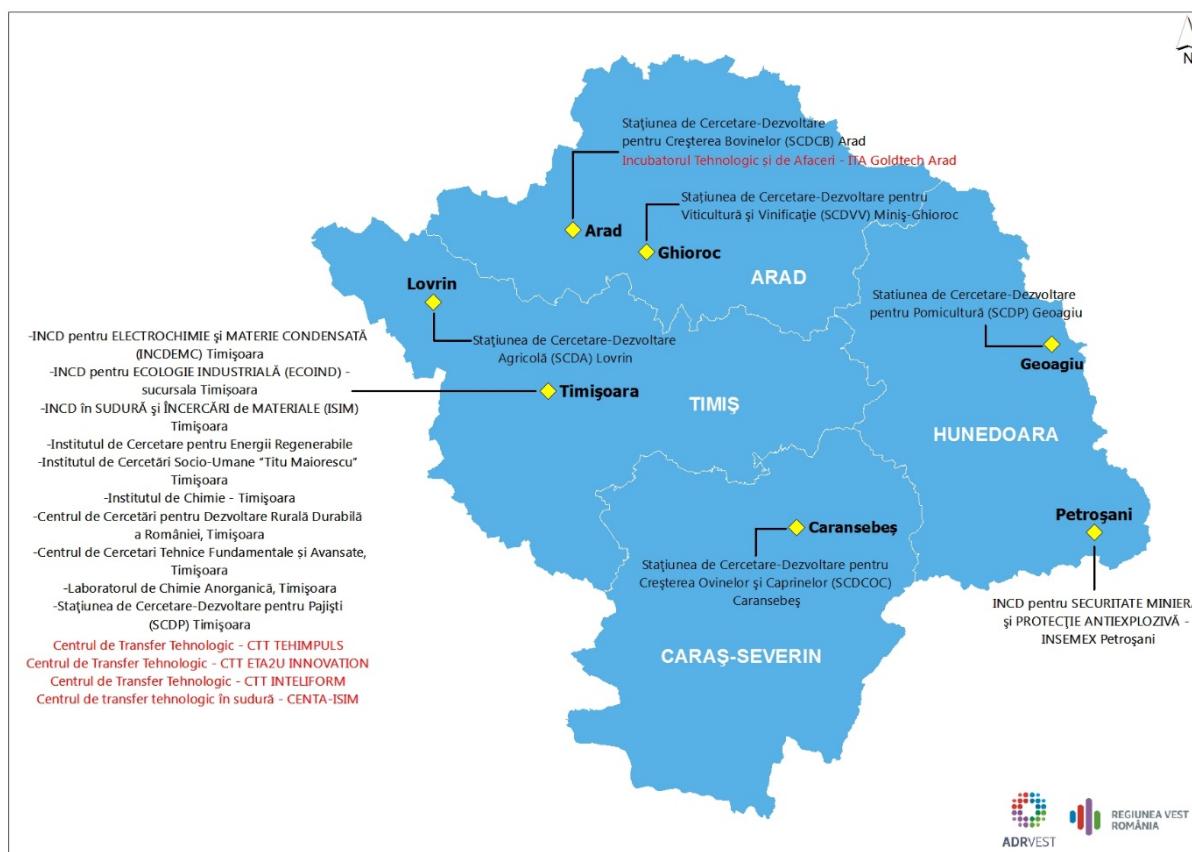 N
Staţiunea de Cercetare-Dezvoltare
pentru Creşterea Bovinelor (SCDCB) Arad
Incubatorul Tehnologic și de Afaceri - ITA Goldtech Arad
Staţiunea de Cercetare-Dezvoltare pentru
Viticultură şi Vinificaţie (SCDVV) Miniş-Ghioroc
Arad
Ghioroc
ARAD
Lovrin
Staţiunea de Cercetare-Dezvoltare
Agricolă (SCDA) Lovrin
Statiunea de Cercetare-Dezvoltare
pentru Pomicultură (SCDP) Geoagiu
Geoagiu
-INCD pentru ELECTROCHIMIE şi MATERIE CONDENSATĂ
(INCDEMC) Timişoara
-INCD pentru ECOLOGIE INDUSTRIALĂ (ECOIND) -
sucursala Timişoara
-INCD în SUDURĂ şi ÎNCERCĂRI de MATERIALE (ISIM)
Timişoara
-Institutul de Cercetare pentru Energii Regenerabile
-Institutul de Cercetări Socio-Umane "Titu Maiorescu"
Timişoara
-Institutul de Chimie - Timişoara
-Centrul de Cercetări pentru Dezvoltare Rurală Durabilă
a României, Timişoara
-Centrul de Cercetari Tehnice Fundamentale și Avansate,
Timişoara
-Laboratorul de Chimie Anorganică, Timişoara
-Staţiunea de Cercetare-Dezvoltare pentru Pajişti
(SCDP) Timişoara
Centrul de Transfer Tehnologic - CTT TEHIMPULS
Centrul de Transfer Tehnologic - CTT ETA2U INNOVATION
Centrul de Transfer Tehnologic - CTT INTELIFORM
Centrul de transfer tehnologic în sudură - CENTA-ISIM
Timişoara
TIMIŞ
HUNEDOARA
Caransebeş
Staţiunea de Cercetare-Dezvoltare pentru
Creşterea Ovinelor şi Caprinelor (SCDCOC)
Caransebeş
CARAŞ-SEVERIN
Petroşani
INCD pentru SECURITATE MINIERĂ
şi PROTECŢIE ANTIEXPLOZIVĂ -
INSEMEX Petroşani
ADRVEST
REGIUNEA VEST
ROMÂNIA